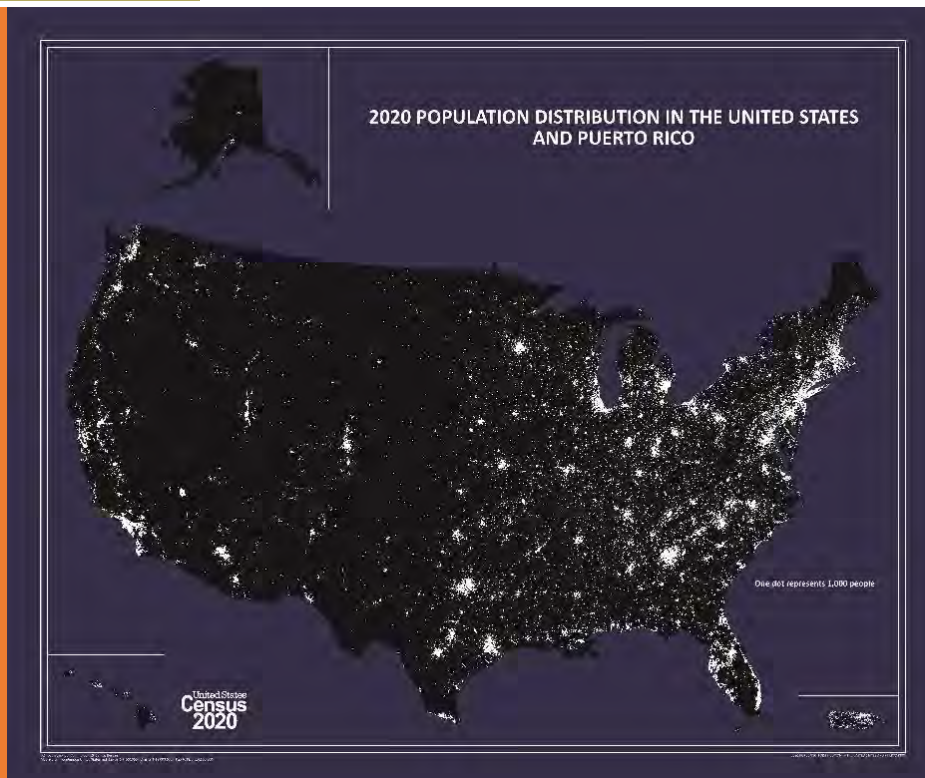 2020 POPULATION DISTRIBUTION IN THE UNITED STATES
AND PUERTO RICO
One dot represents 1,000 people
United States
Census
2020